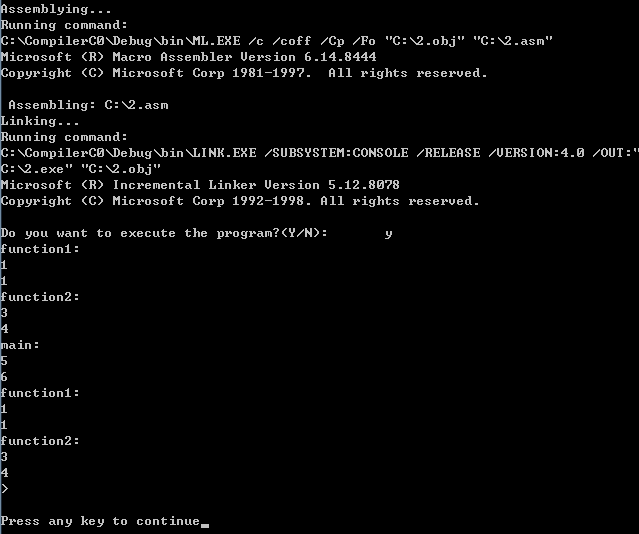 Assemblying...
Running command:
C:\CompilerC0\Debug\bin\ML.EXE /c /coff /Cp /Fo "C:\2.obj" "C:\2.asm"
Microsoft (R) Macro Assembler Version 6.14.8444
Copyright (C) Microsoft Corp 1981-1997.  All rights reserved.

 Assembling: C:\2.asm
Linking...
Running command:
C:\CompilerC0\Debug\bin\LINK.EXE /SUBSYSTEM:CONSOLE /RELEASE /VERSION:4.0 /OUT:"
C:\2.exe" "C:\2.obj"
Microsoft (R) Incremental Linker Version 5.12.8078
Copyright (C) Microsoft Corp 1992-1998. All rights reserved.

Do you want to execute the program?(Y/N):       y
function1:
1
1
function2:
3
4
main:
5
6
function1:
1
1
function2:
3
4
>

Press any key to continue_